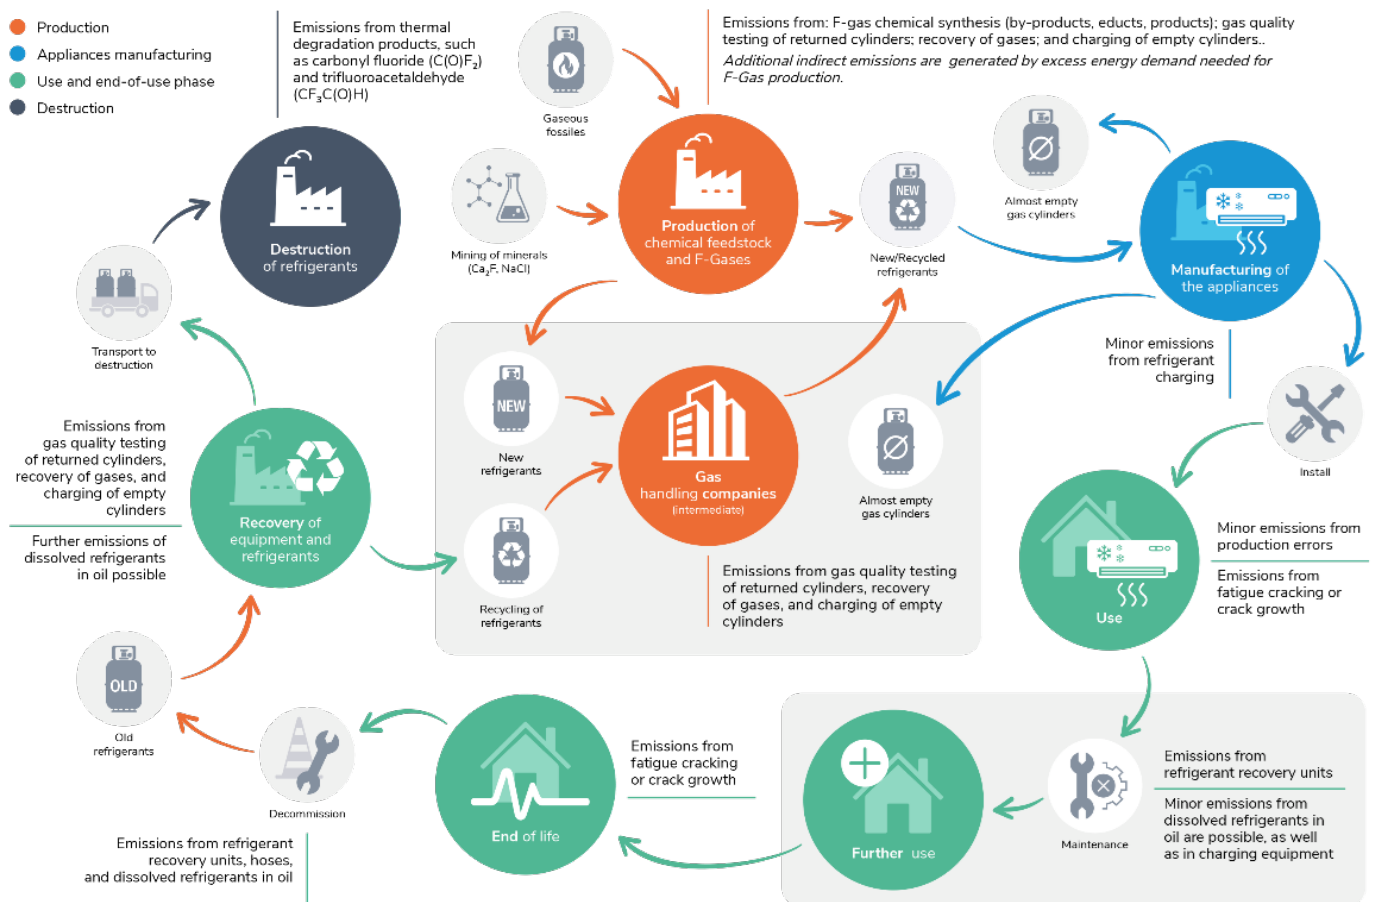 Production
Appliances manufacturing
Use and end-of-use phase
Destruction
Emissions from thermal
degradation products, such
as carbonyl fluoride (C(O)F₂)
and trifluoroacetaldehyde
(CF₃C(O)H)
Gaseous
fossiles
Emissions from: F-gas chemical synthesis (by-products, educts, products); gas quality
testing of returned cylinders; recovery of gases; and charging of empty cylinders..
Additional indirect emissions are generated by excess energy demand needed for
F-Gas production.
Destruction
of refrigerants
Mining of minerals
(Ca₂F, NaCl)
Production of
chemical feedstock
and F-Gases
NEW
New/Recycled
refrigerants
Almost empty
gas cylinders
Manufacturing of
the appliances
Minor emissions
from refrigerant
charging
Install
Transport to
destruction
Emissions from
gas quality testing
of returned cylinders,
recovery of gases, and
charging of empty
cylinders
Further emissions of
dissolved refrigerants
in oil possible
Recovery of
equipment and
refrigerants
NEW
New
refrigerants
Recycling of
refrigerants
Gas
handling companies
(intermediate)
Almost empty
gas cylinders
Emissions from gas quality testing
of returned cylinders, recovery
of gases, and charging of empty
cylinders
Use
Minor emissions from
production errors
Emissions from
fatigue cracking or
crack growth
OLD
Old
refrigerants
Decommission
Emissions from refrigerant
recovery units, hoses,
and dissolved refrigerants in oil
End of life
Emissions from
fatigue cracking
or crack growth
Further use
Maintenance
Emissions from
refrigerant recovery units
Minor emissions from
dissolved refrigerants in
oil are possible, as well
as in charging equipment